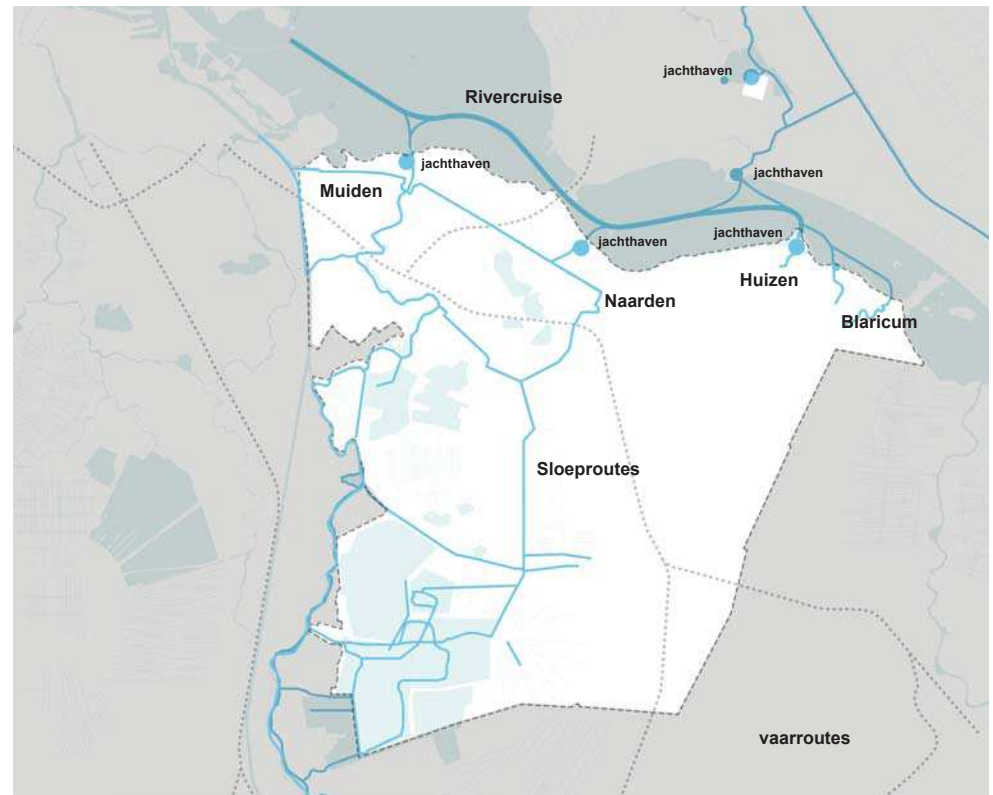 jachthaven
Rivercruise
jachthaven
jachthaven
Muiden
jachthaven
jachthaven
Huizen
Naarden
Blaricum
Sloeproutes
vaarroutes